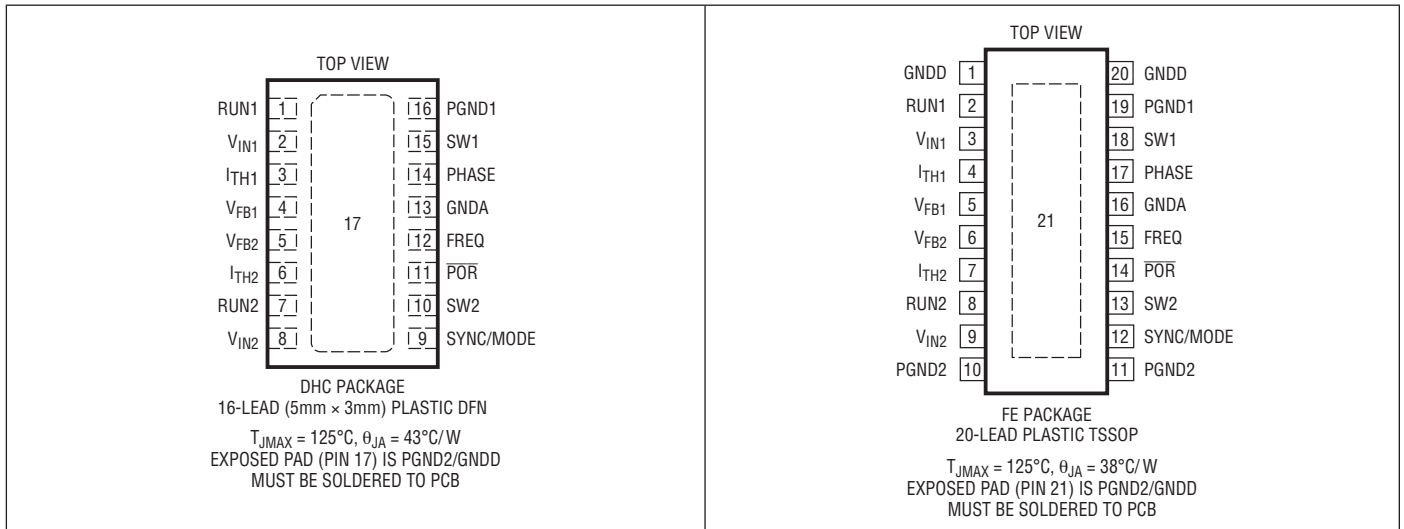 TOP VIEW
RUN1 1 16 PGND1
VIN1 2 15 SW1
ITH1 3 14 PHASE
VFB1 4 13 GNDA
17
VFB2 5 12 FREQ
ITH2 6 11 P̅O̅R̅
RUN2 7 10 SW2
VIN2 8 9 SYNC/MODE
DHC PACKAGE
16-LEAD (5mm × 3mm) PLASTIC DFN
TJMAX = 125°C, θJA = 43°C/W
EXPOSED PAD (PIN 17) IS PGND2/GNDD
MUST BE SOLDERED TO PCB
TOP VIEW
GNDD 1 20 GNDD
RUN1 2 19 PGND1
VIN1 3 18 SW1
ITH1 4 17 PHASE
VFB1 5 16 GNDA
21
VFB2 6 15 FREQ
ITH2 7 14 P̅O̅R̅
RUN2 8 13 SW2
VIN2 9 12 SYNC/MODE
PGND2 10 11 PGND2
FE PACKAGE
20-LEAD PLASTIC TSSOP
TJMAX = 125°C, θJA = 38°C/W
EXPOSED PAD (PIN 21) IS PGND2/GNDD
MUST BE SOLDERED TO PCB